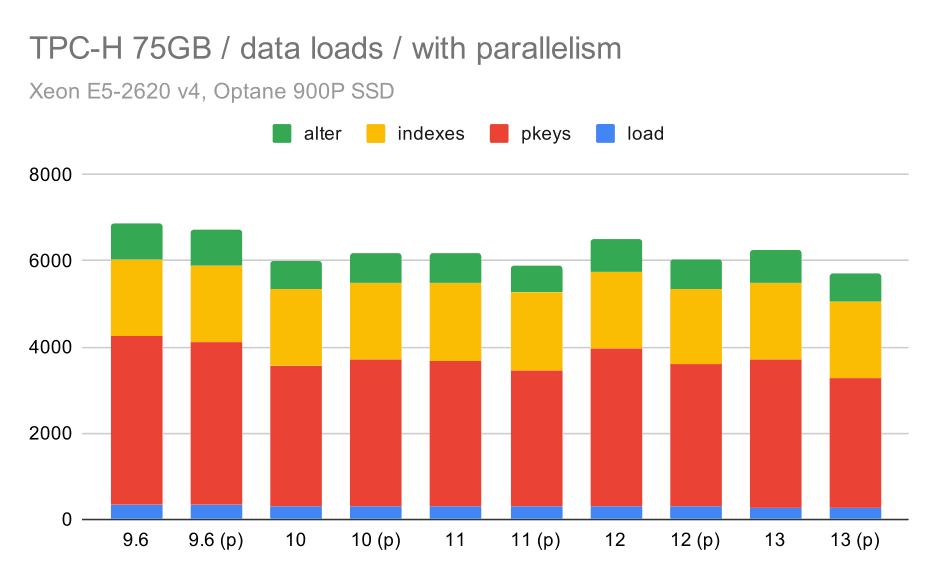 TPC-H 75GB / data loads / with parallelism
Xeon E5-2620 v4, Optane 900P SSD
alter indexes pkeys load
8000
6000
4000
2000
0
9.6 9.6 (p) 10 10 (p) 11 11 (p) 12 12 (p) 13 13 (p)